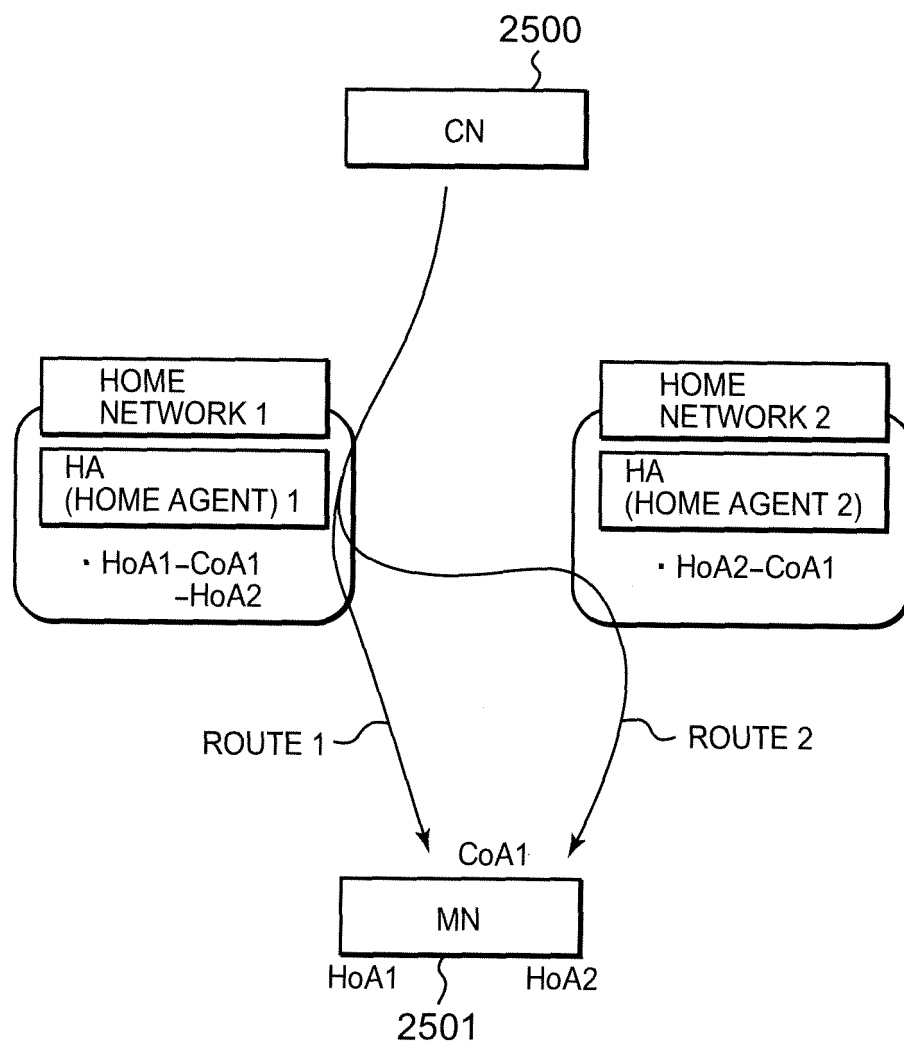 2500
CN
HOME
NETWORK 1
HA
(HOME AGENT) 1
・HoA1-CoA1
-HoA2
HOME
NETWORK 2
HA
(HOME AGENT 2)
・HoA2-CoA1
ROUTE 1
ROUTE 2
CoA1
MN
HoA1
HoA2
2501